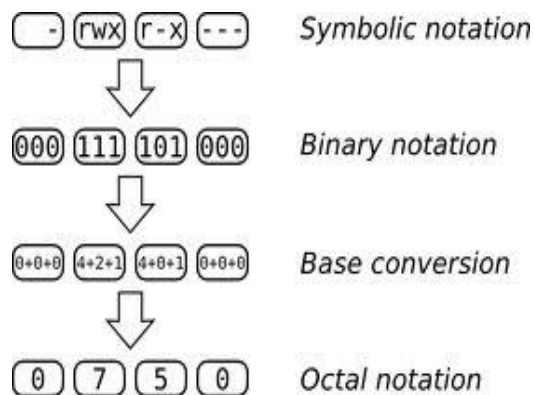 - rwx r-x --- Symbolic notation
000 111 101 000 Binary notation
0+0+0 4+2+1 4+0+1 0+0+0 Base conversion
0 7 5 0 Octal notation